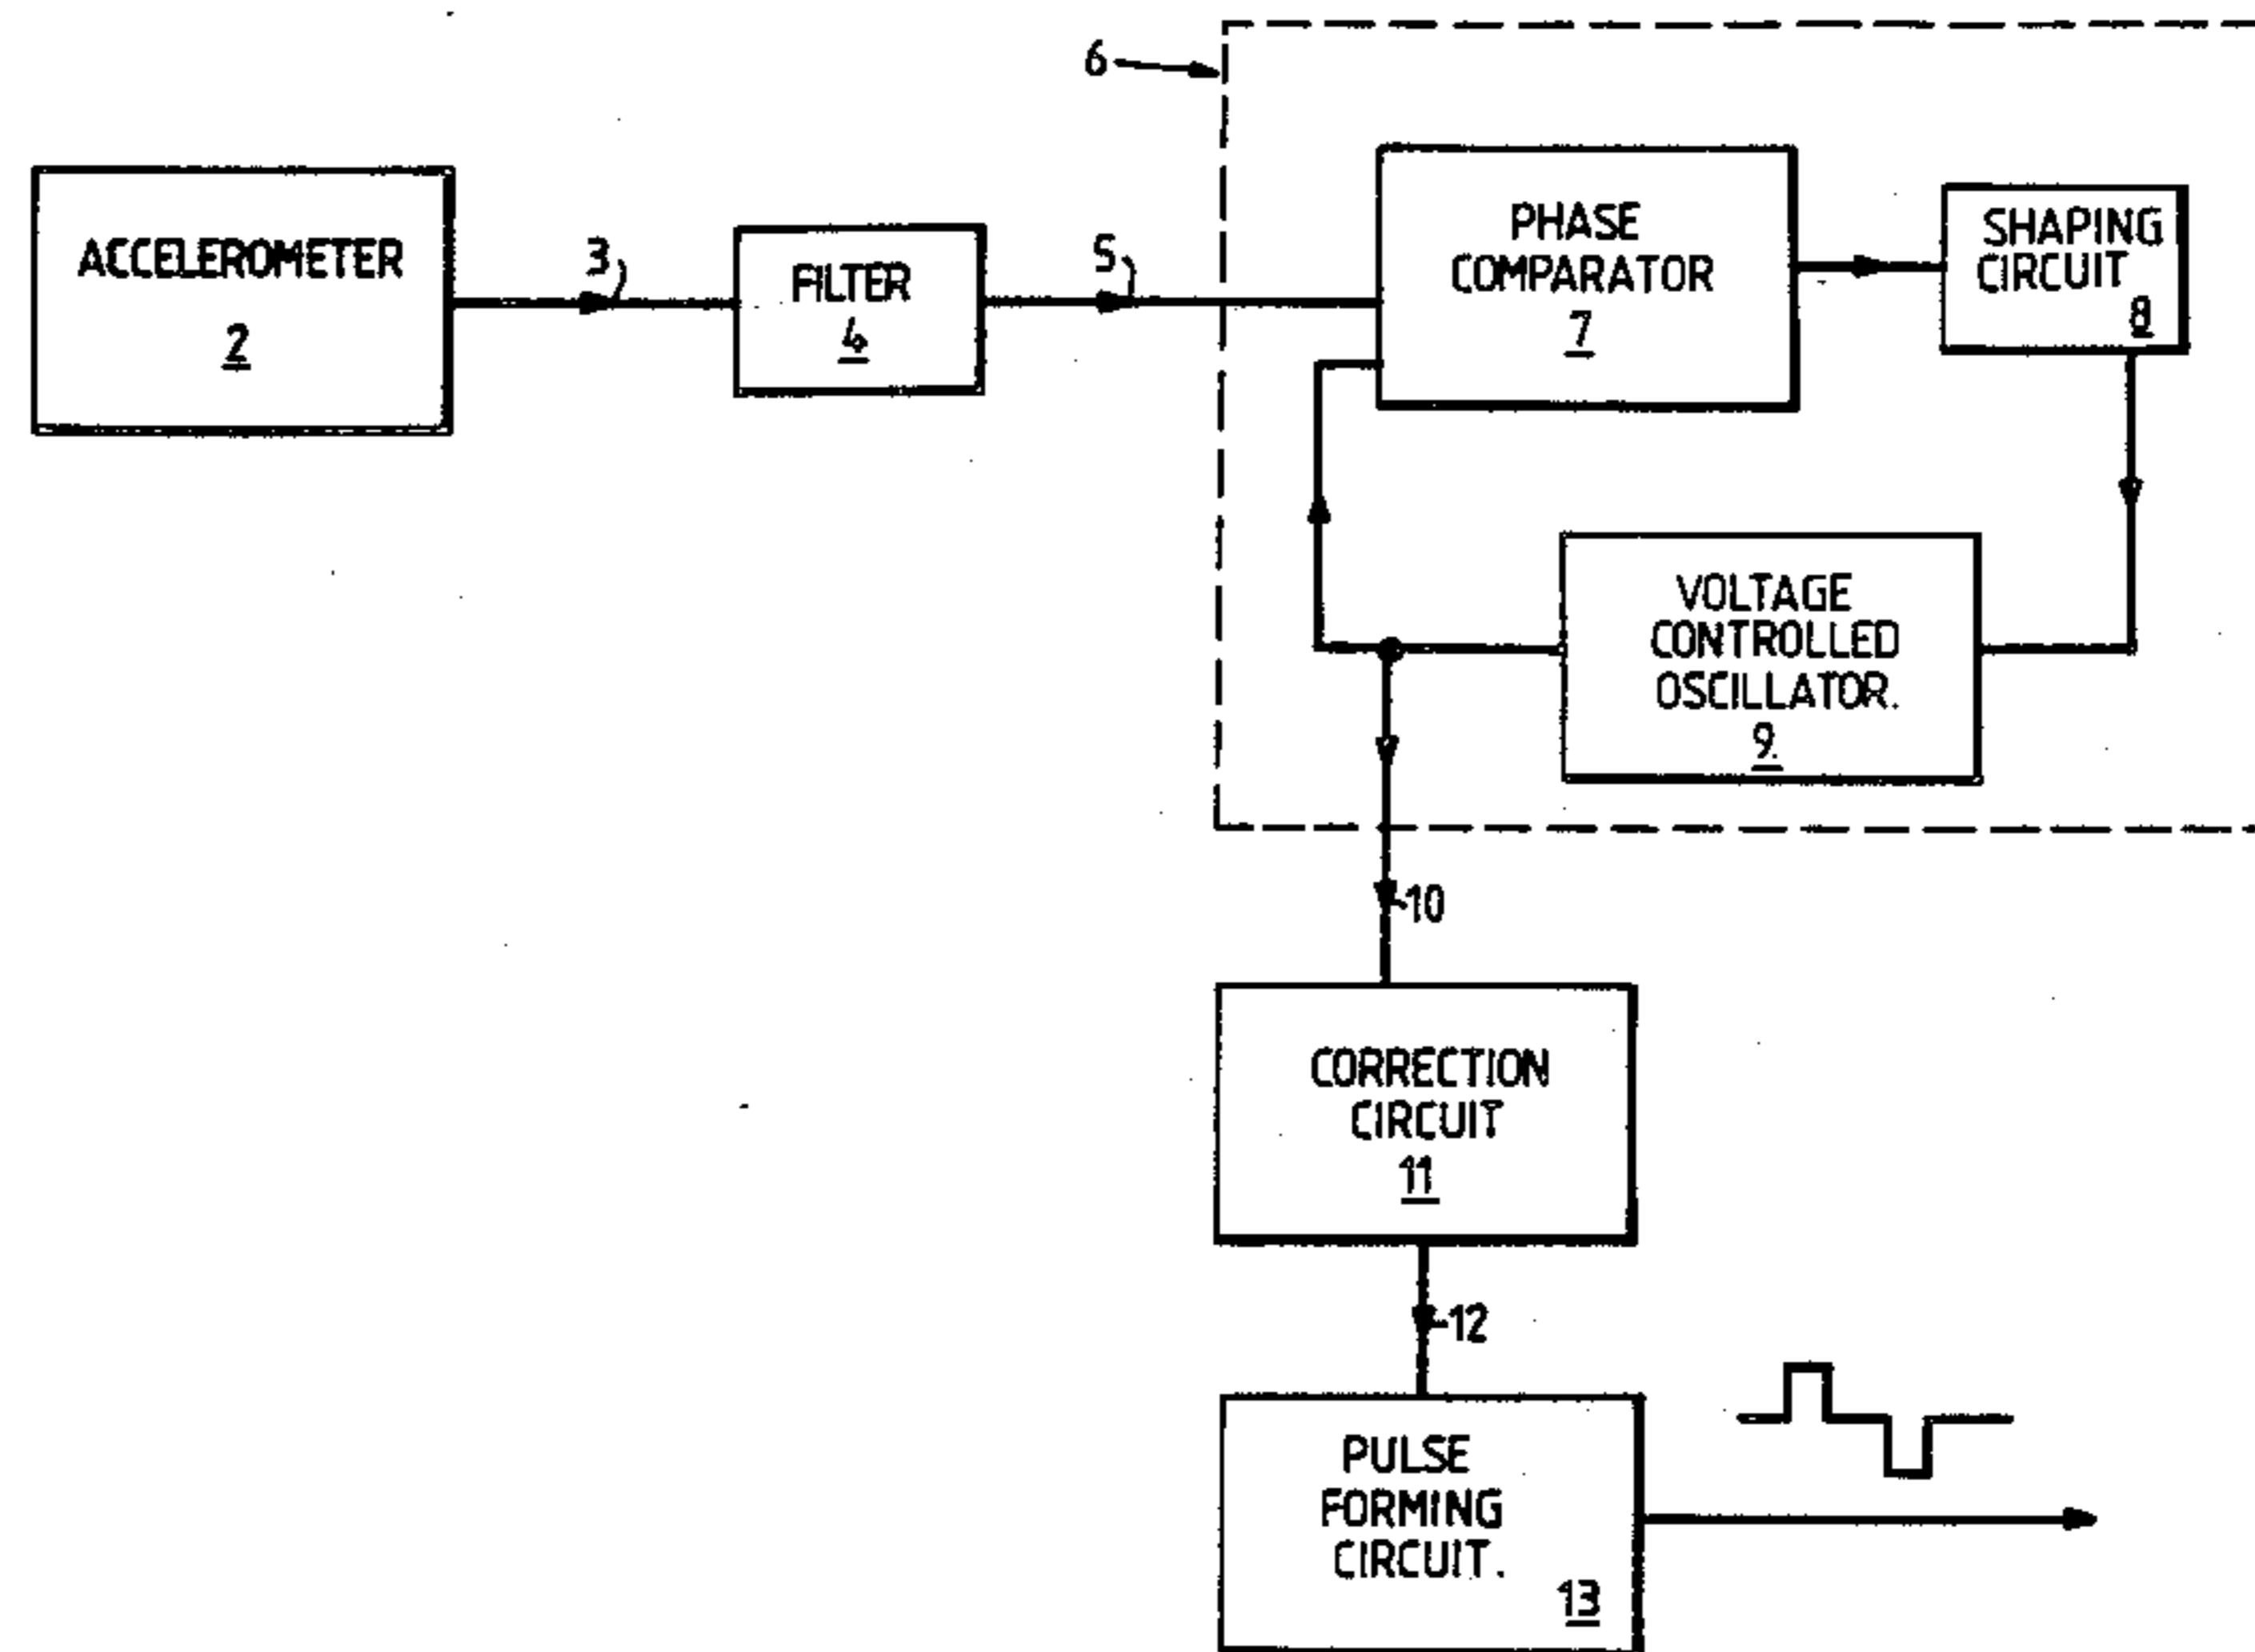 6
ACCELEROMETER
2
3
FILTER
4
5
PHASE
COMPARATOR
7
SHAPING
CIRCUIT
8
VOLTAGE
CONTROLLED
OSCILLATOR.
9.
10
CORRECTION
CIRCUIT
11
12
PULSE
FORMING
CIRCUIT.
13